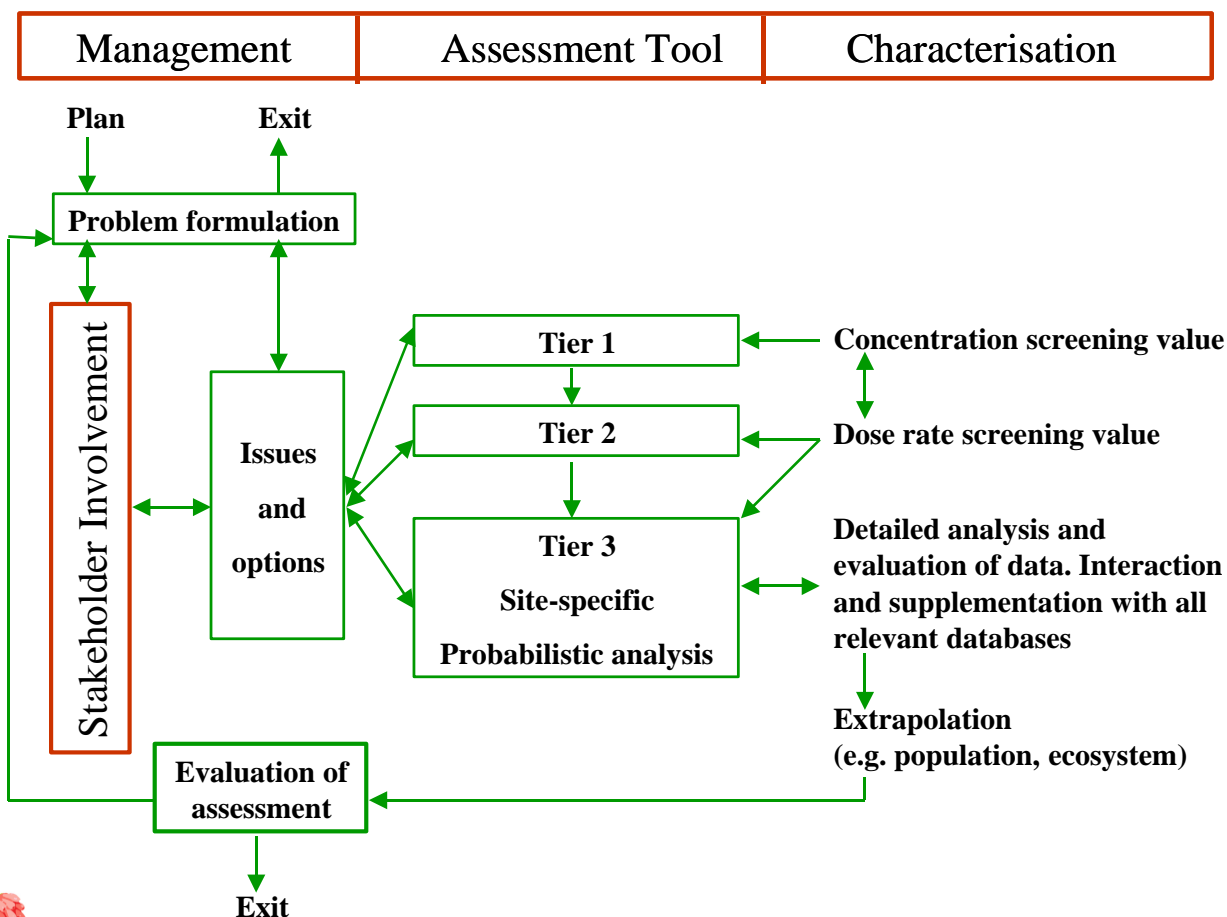 Management
Assessment Tool
Characterisation
Plan
Exit
Problem formulation
Stakeholder Involvement
Issues
and
options
Tier 1
Tier 2
Tier 3
Site-specific
Probabilistic analysis
Concentration screening value
Dose rate screening value
Detailed analysis and
evaluation of data. Interaction
and supplementation with all
relevant databases
Extrapolation
(e.g. population, ecosystem)
Evaluation of
assessment
Exit